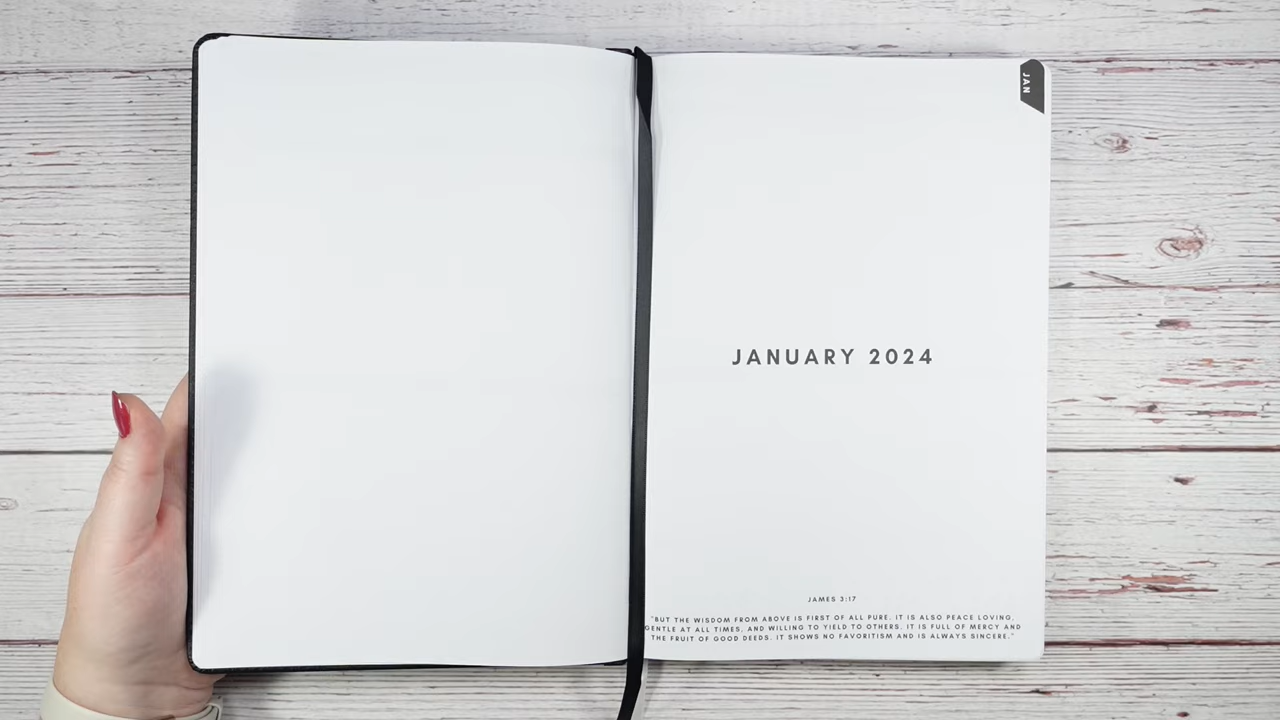 JAN
JANUARY 2024
JAMES 3:17
"BUT THE WISDOM FROM ABOVE IS FIRST OF ALL PURE. IT IS ALSO PEACE LOVING,
GENTLE AT ALL TIMES, AND WILLING TO YIELD TO OTHERS. IT IS FULL OF MERCY AND
THE FRUIT OF GOOD DEEDS. IT SHOWS NO FAVORITISM AND IS ALWAYS SINCERE."